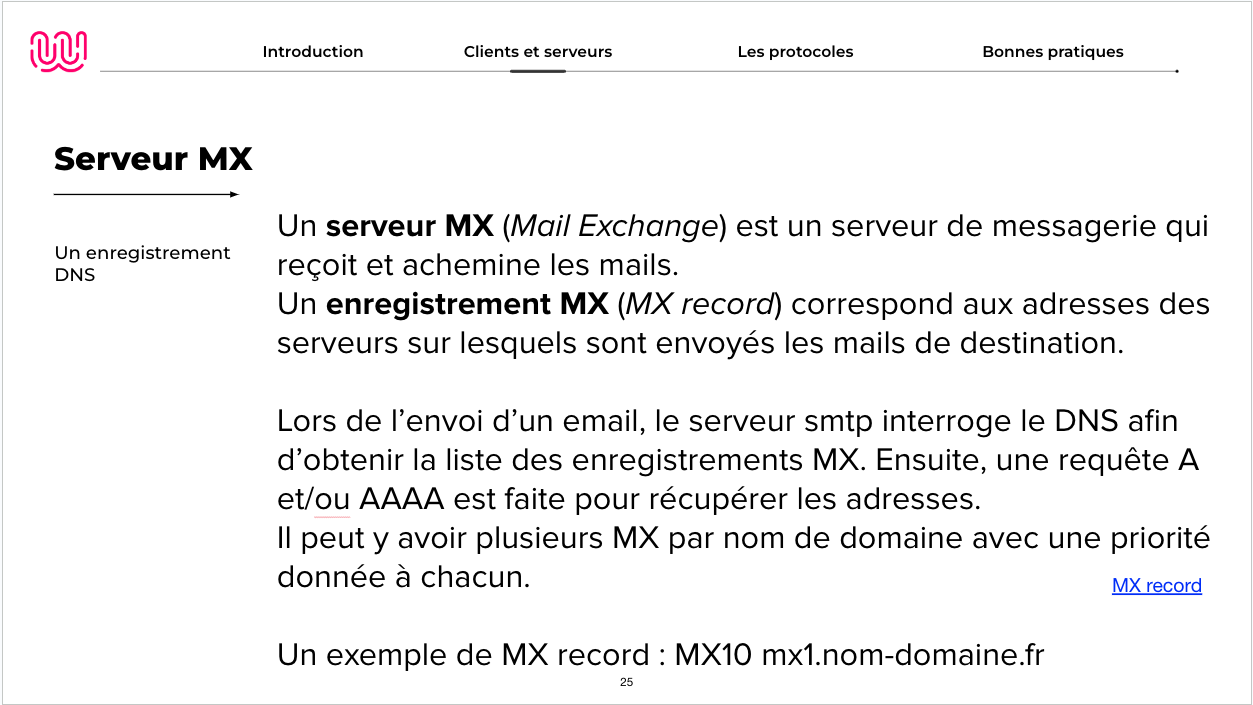 Introduction
Clients et serveurs
Les protocoles
Bonnes pratiques
Serveur MX
Un enregistrement
DNS
Un serveur MX (Mail Exchange) est un serveur de messagerie qui
reçoit et achemine les mails.
Un enregistrement MX (MX record) correspond aux adresses des
serveurs sur lesquels sont envoyés les mails de destination.
Lors de l’envoi d’un email, le serveur smtp interroge le DNS afin
d’obtenir la liste des enregistrements MX. Ensuite, une requête A
et/ou AAAA est faite pour récupérer les adresses.
Il peut y avoir plusieurs MX par nom de domaine avec une priorité
donnée à chacun.
MX record
Un exemple de MX record : MX10 mx1.nom-domaine.fr
25